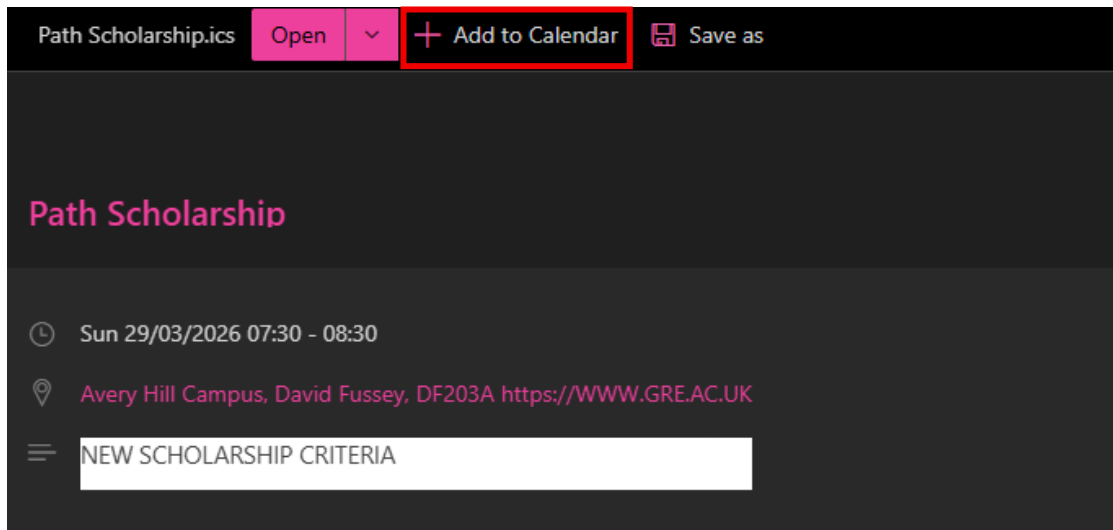 Path Scholarship.ics Open Add to Calendar Save as
Path Scholarship
Sun 29/03/2026 07:30 - 08:30
Avery Hill Campus, David Fussey, DF203A https://WWW.GRE.AC.UK
NEW SCHOLARSHIP CRITERIA